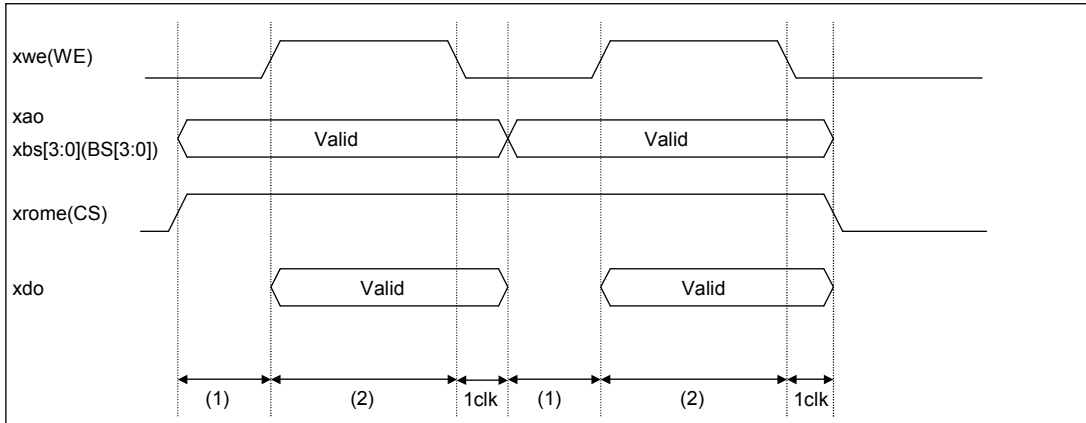 xwe(WE)
xao
xbs[3:0](BS[3:0])
Valid Valid
xrome(CS)
xdo
Valid Valid
(1) (2) 1clk (1) (2) 1clk